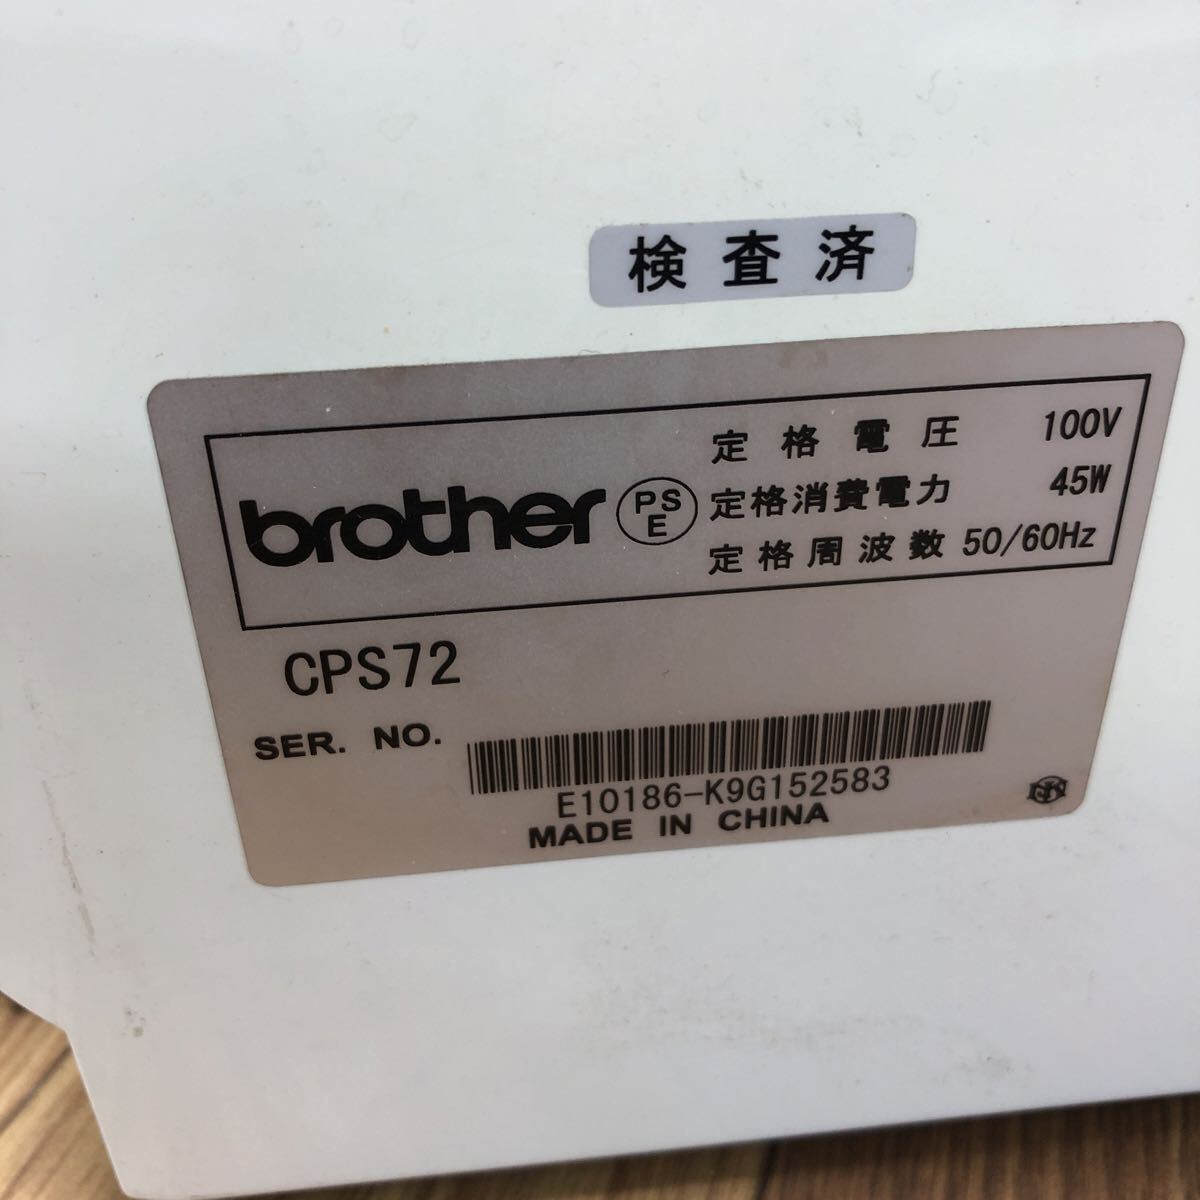 検査済
brother
PS
E
定格電圧 100V
定格消費電力 45W
定格周波数 50/60Hz
CPS72
SER. NO.
E10186-K9G152583
MADE IN CHINA